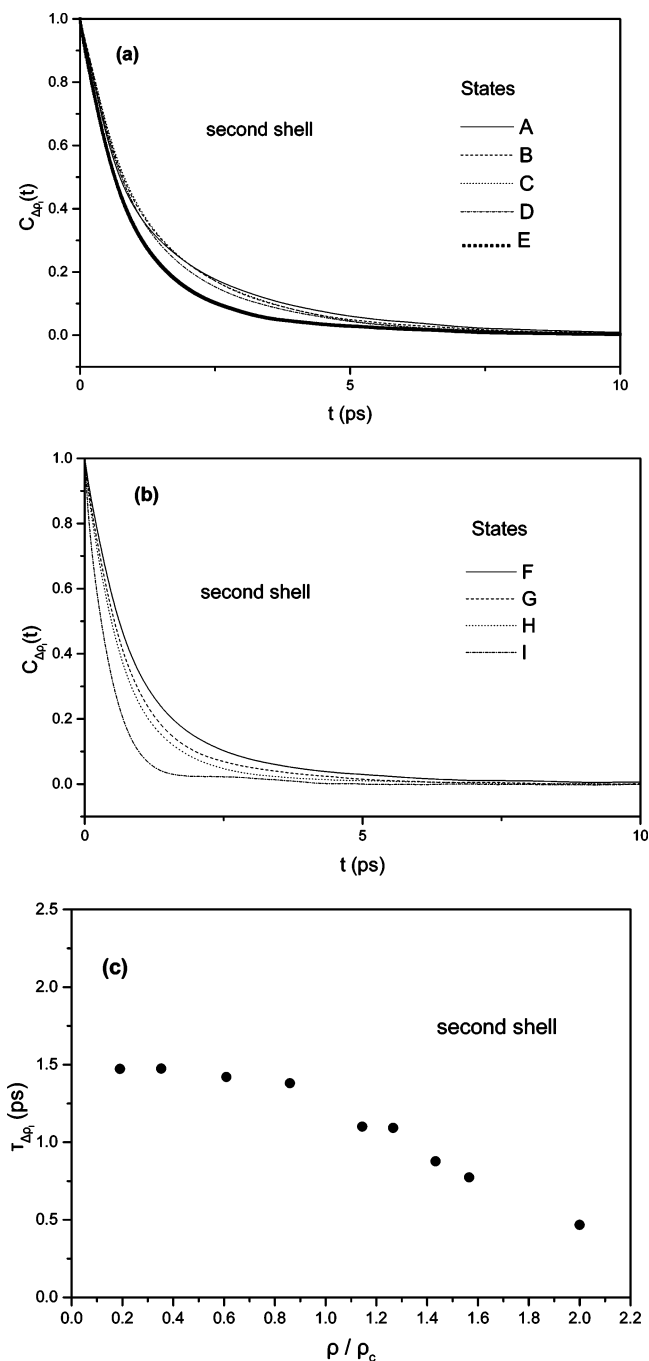 1.0
(a)
0.8
States
A
0.6
second shell
B
C
0.4
D
E
0.2
0.0
C_{Δρ_l}(t)
0
5
10
t (ps)
1.0
(b)
0.8
States
F
0.6
second shell
G
H
0.4
I
0.2
0.0
C_{Δρ_l}(t)
0
5
10
t (ps)
2.5
(c)
2.0
second shell
1.5
1.0
0.5
0.0
τ_{Δρ_l} (ps)
0.0 0.2 0.4 0.6 0.8 1.0 1.2 1.4 1.6 1.8 2.0 2.2
ρ / ρ_c